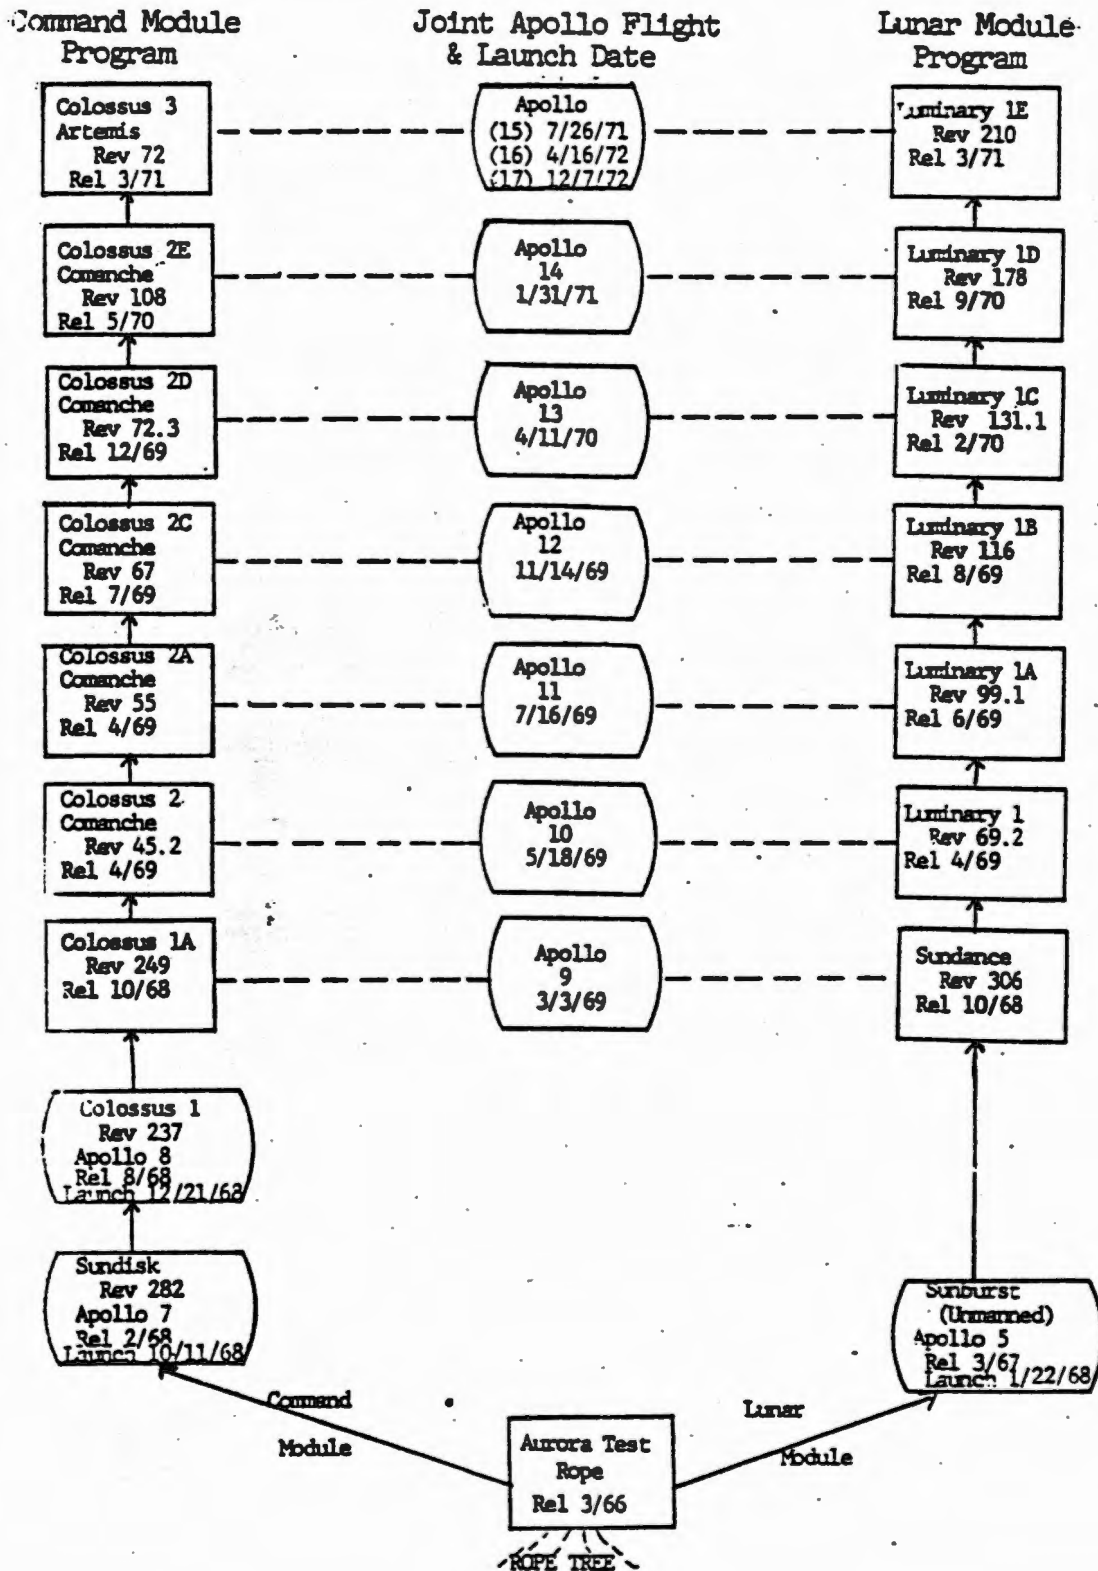 Command Module
Program
Joint Apollo Flight
& Launch Date
Lunar Module
Program
Colossus 3
Artemis
Rev 72
Rel 3/71
Apollo
(15) 7/26/71
(16) 4/16/72
(17) 12/7/72
Luminary 1E
Rev 210
Rel 3/71
Colossus 2E
Comanche
Rev 108
Rel 5/70
Apollo
14
1/31/71
Luminary 1D
Rev 178
Rel 9/70
Colossus 2D
Comanche
Rev 72.3
Rel 12/69
Apollo
13
4/11/70
Luminary 1C
Rev 131.1
Rel 2/70
Colossus 2C
Comanche
Rev 67
Rel 7/69
Apollo
12
11/14/69
Luminary 1B
Rev 116
Rel 8/69
Colossus 2A
Comanche
Rev 55
Rel 4/69
Apollo
11
7/16/69
Luminary 1A
Rev 99.1
Rel 6/69
Colossus 2
Comanche
Rev 45.2
Rel 4/69
Apollo
10
5/18/69
Luminary 1
Rev 69.2
Rel 4/69
Colossus 1A
Rev 249
Rel 10/68
Apollo
9
3/3/69
Sundance
Rev 306
Rel 10/68
Colossus 1
Rev 237
Apollo 8
Rel 8/68
Launch 12/21/68
Sundisk
Rev 282
Apollo 7
Rel 2/68
Launch 10/11/68
Sunburst
(Unmanned)
Apollo 5
Rel 3/67
Launch 1/22/68
Command
Module
Lunar
Module
Aurora Test
Rope
Rel 3/66
ROPE TREE